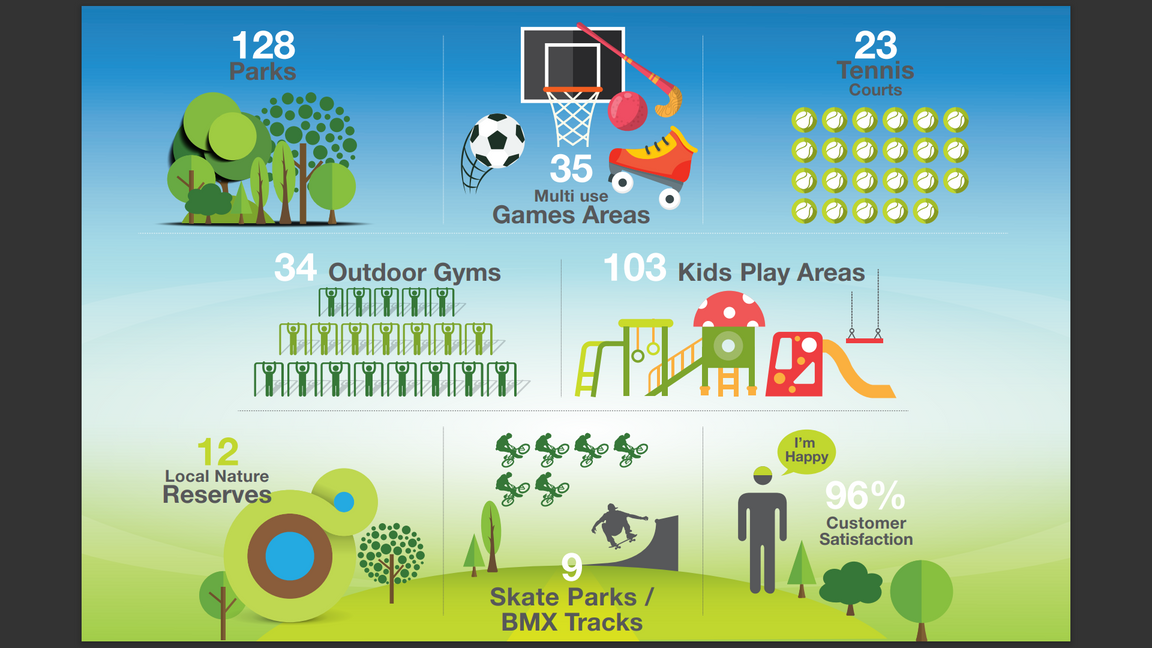 128
Parks
35
Multi use
Games Areas
23
Tennis
Courts
34 Outdoor Gyms
103 Kids Play Areas
12
Local Nature
Reserves
9
Skate Parks /
BMX Tracks
I'm
Happy
96%
Customer
Satisfaction